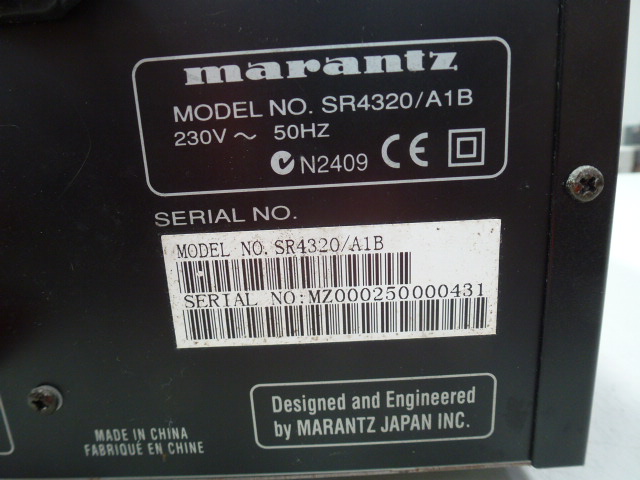 marantz
MODEL NO. SR4320/A1B
230V ~ 50HZ
N2409 CE
SERIAL NO.
MODEL NO. SR4320/A1B
SERIAL NO:MZ000250000431
Designed and Engineered
by MARANTZ JAPAN INC.
MADE IN CHINA
FABRIQUÉ EN CHINE